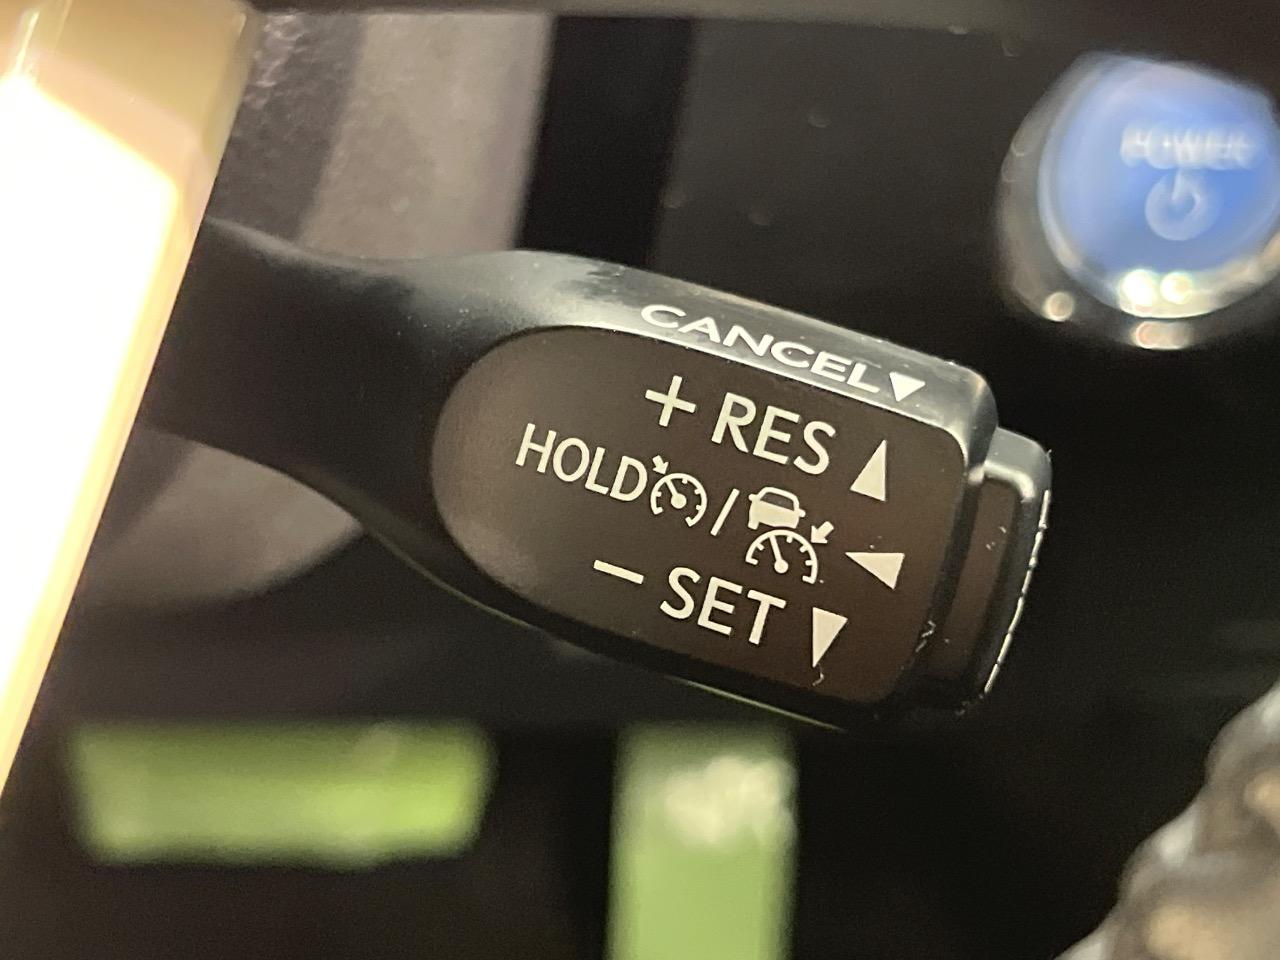 CANCEL▼
+ RES ▲
HOLD / ◀
− SET ▼
POWER